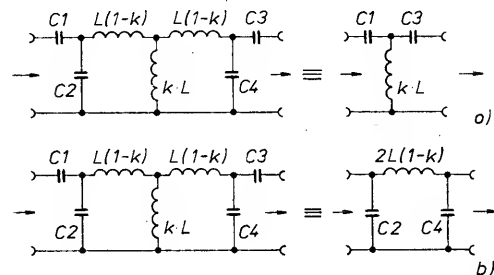 C1 L(1-k) L(1-k) C3 C1 C3
C2 k·L C4 ≡ k·L
a)
C1 L(1-k) L(1-k) C3 2L(1-k)
C2 k·L C4 ≡ C2 C4
b)